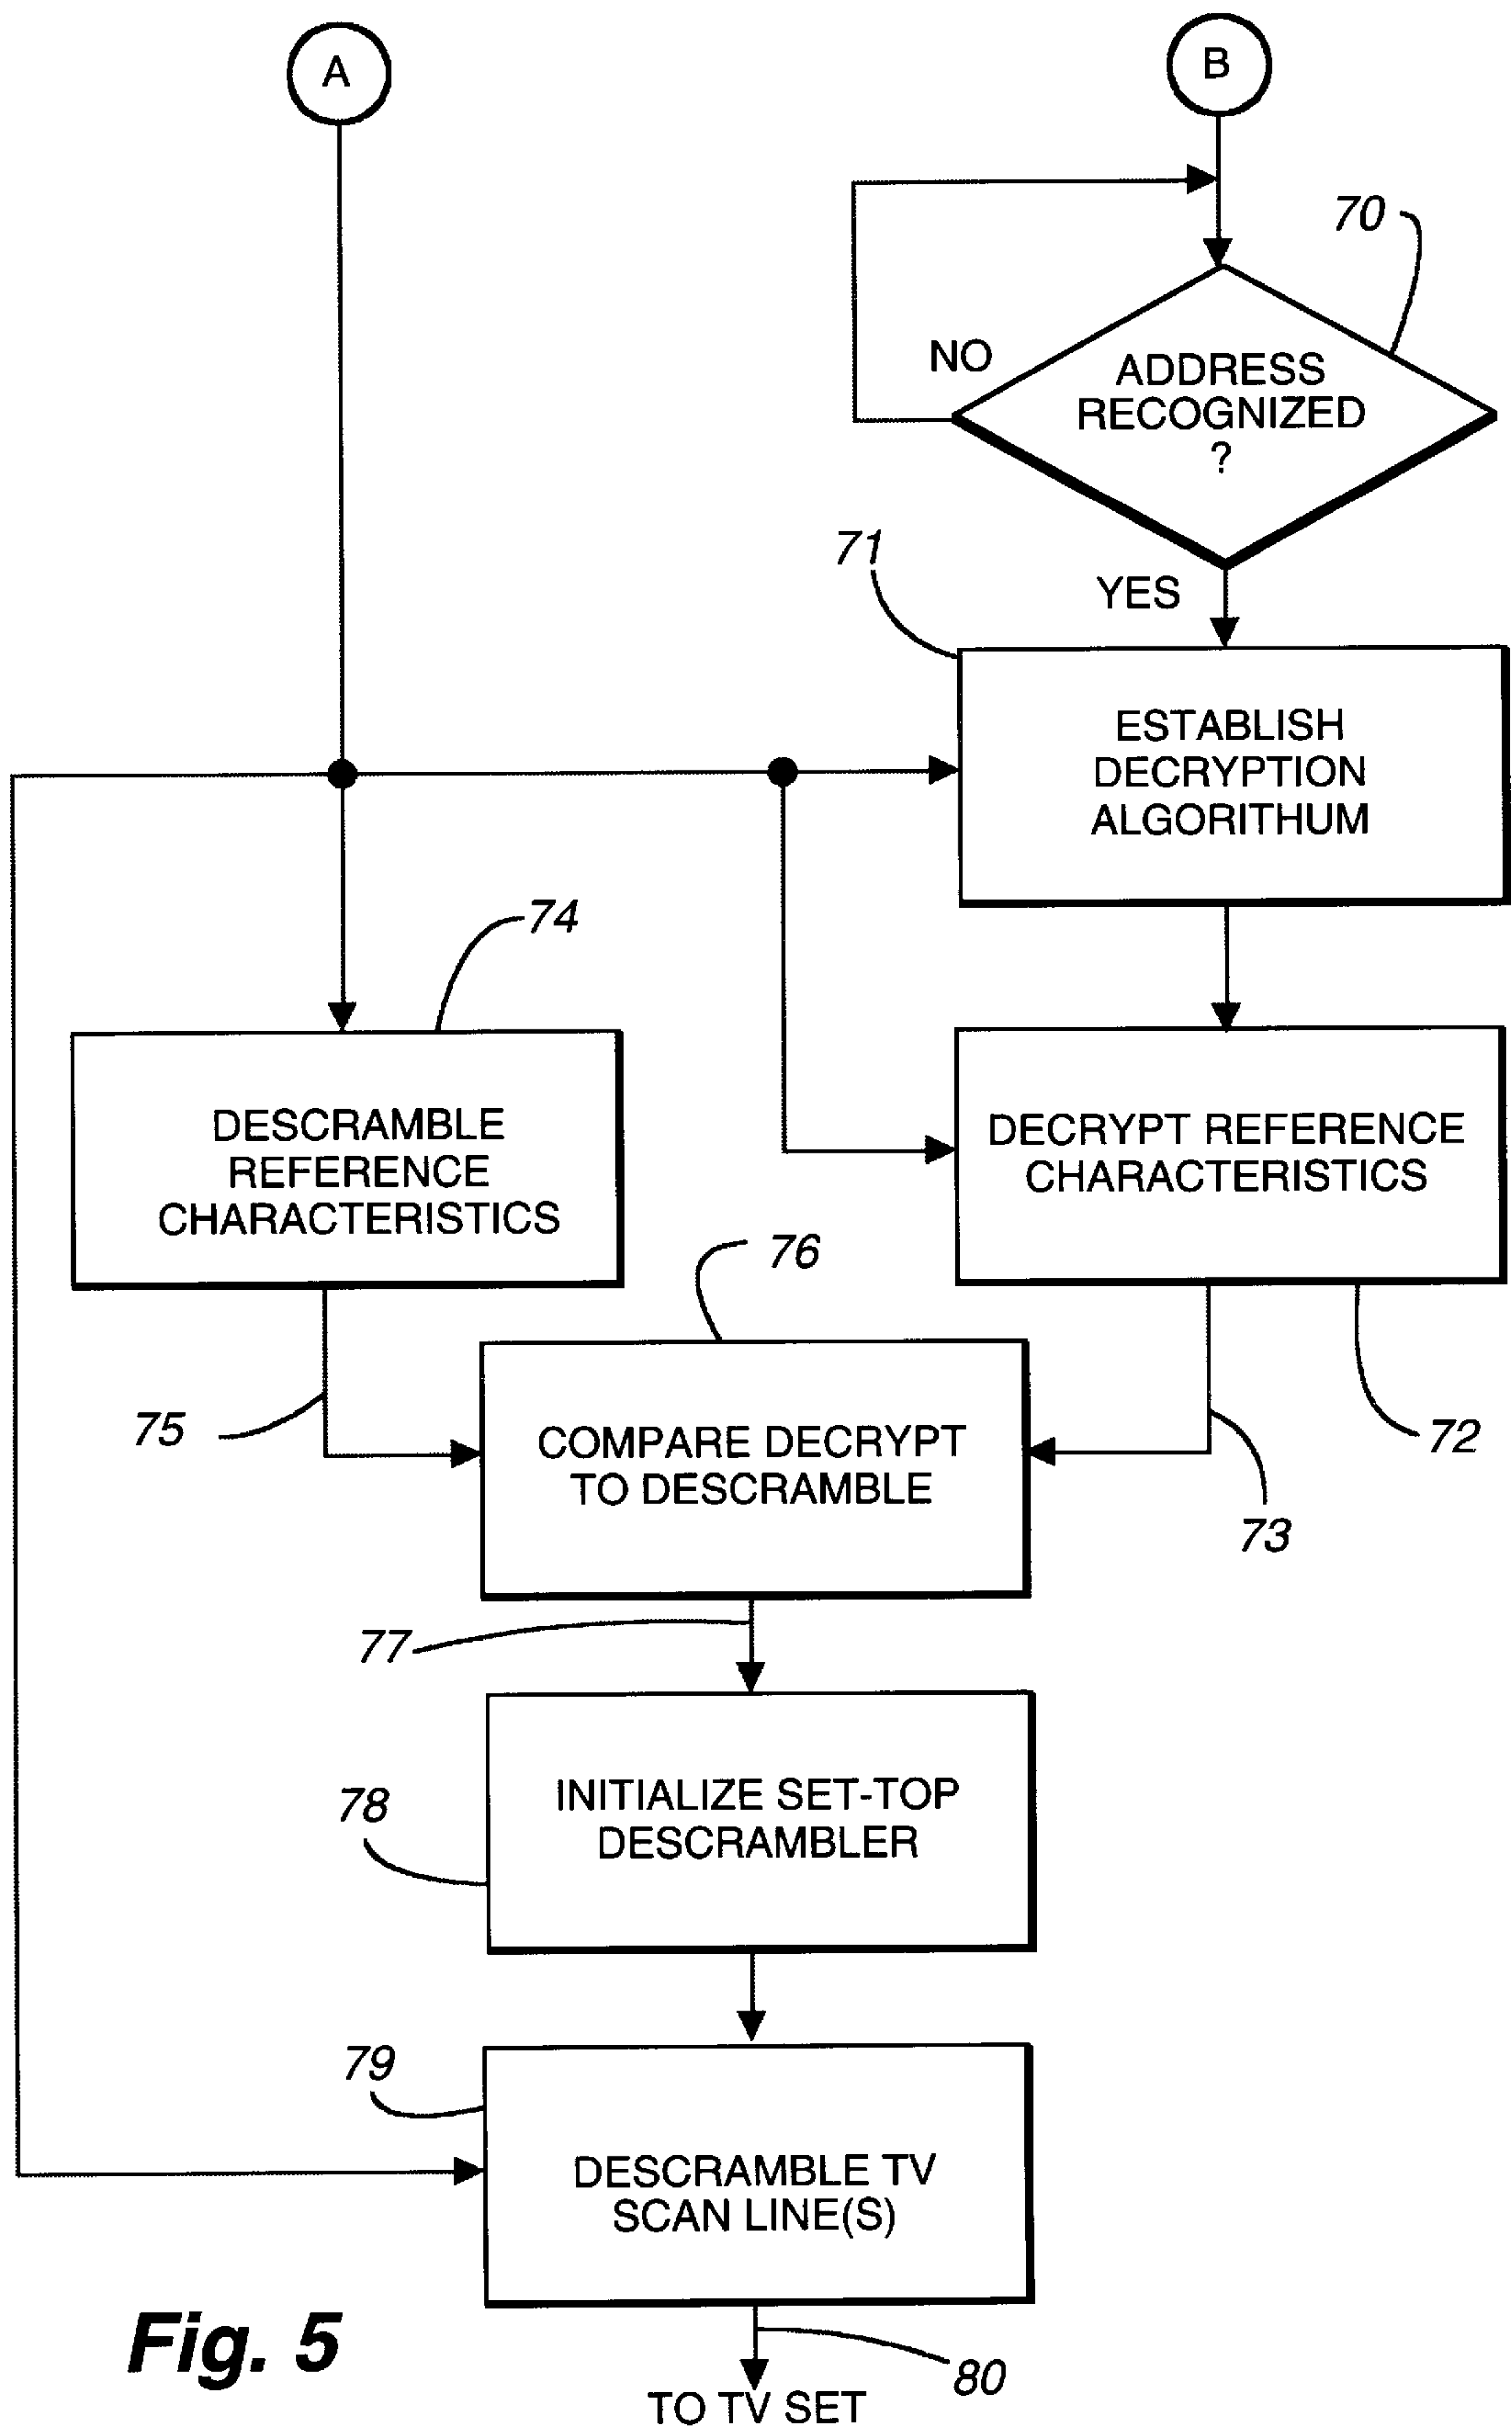 A
B
70
NO
ADDRESS
RECOGNIZED
?
71
YES
ESTABLISH
DECRYPTION
ALGORITHUM
74
DESCRAMBLE
REFERENCE
CHARACTERISTICS
DECRYPT REFERENCE
CHARACTERISTICS
76
75
COMPARE DECRYPT
TO DESCRAMBLE
72
73
77
78
INITIALIZE SET-TOP
DESCRAMBLER
79
DESCRAMBLE TV
SCAN LINE(S)
Fig. 5
80
TO TV SET